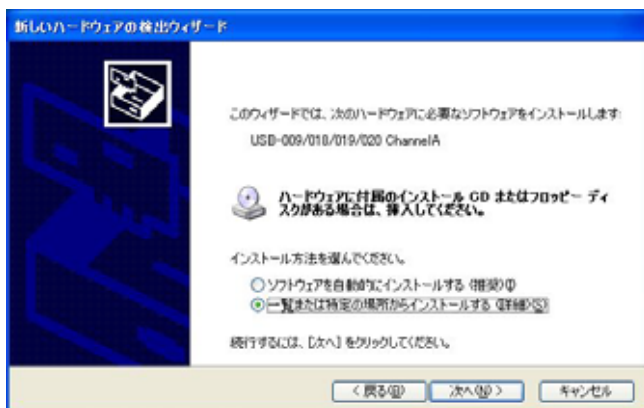 新しいハードウェアの検出ウィザード
このウィザードでは、次のハードウェアに必要なソフトウェアをインストールします:
USB-009/018/019/020 ChannelA
ハードウェアに付属のインストール CD またはフロッピー ディ
スクがある場合は、挿入してください。
インストール方法を選んでください。
ソフトウェアを自動的にインストールする (推奨)(I)
一覧または特定の場所からインストールする (詳細)(S)
続行するには、[次へ] をクリックしてください。
< 戻る(B)
次へ(N) >
キャンセル